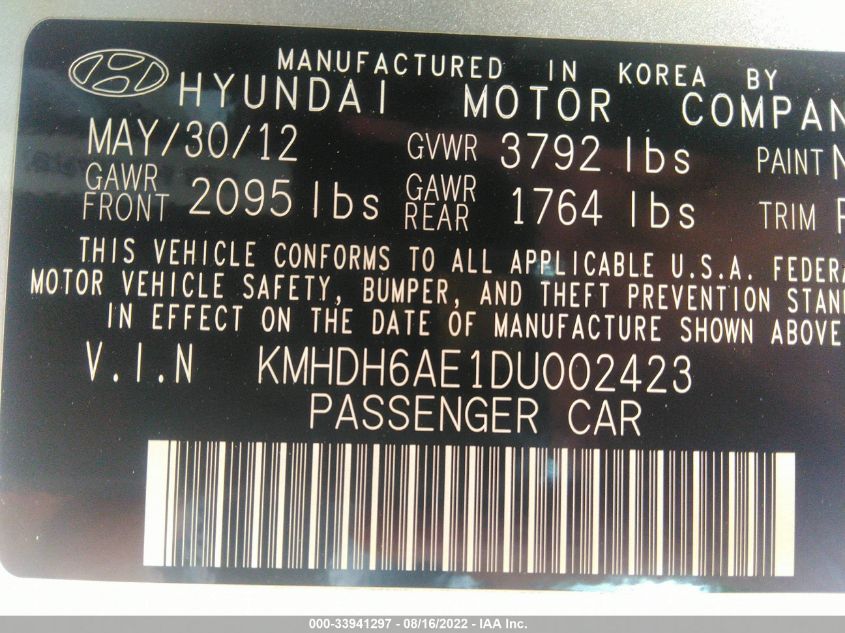 MANUFACTURED IN KOREA BY
HYUNDAI MOTOR COMPAN
MAY/30/12 GVWR 3792 lbs PAINT N
GAWR FRONT 2095 lbs GAWR REAR 1764 lbs TRIM
THIS VEHICLE CONFORMS TO ALL APPLICABLE U.S.A. FEDERA
MOTOR VEHICLE SAFETY, BUMPER, AND THEFT PREVENTION STAN
IN EFFECT ON THE DATE OF MANUFACTURE SHOWN ABOVE
V.I.N KMHDH6AE1DU002423
PASSENGER CAR
000-33941297 - 08/16/2022 - IAA Inc.